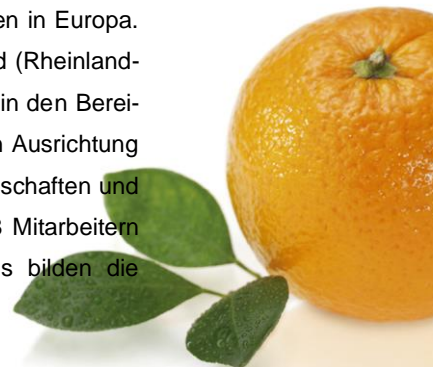 en in Europa.
d (Rheinland-
in den Berei-
n Ausrichtung
schaften und
Mitarbeitern
s bilden die